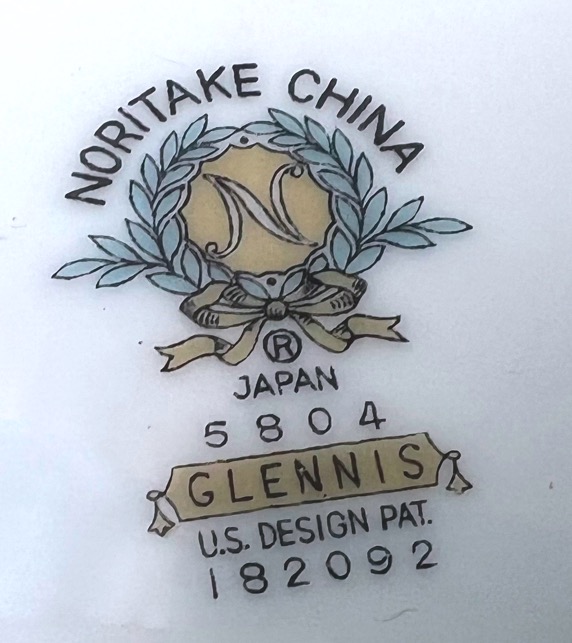 NORITAKE CHINA
N
®
JAPAN
5804
GLENNIS
U.S. DESIGN PAT.
182092